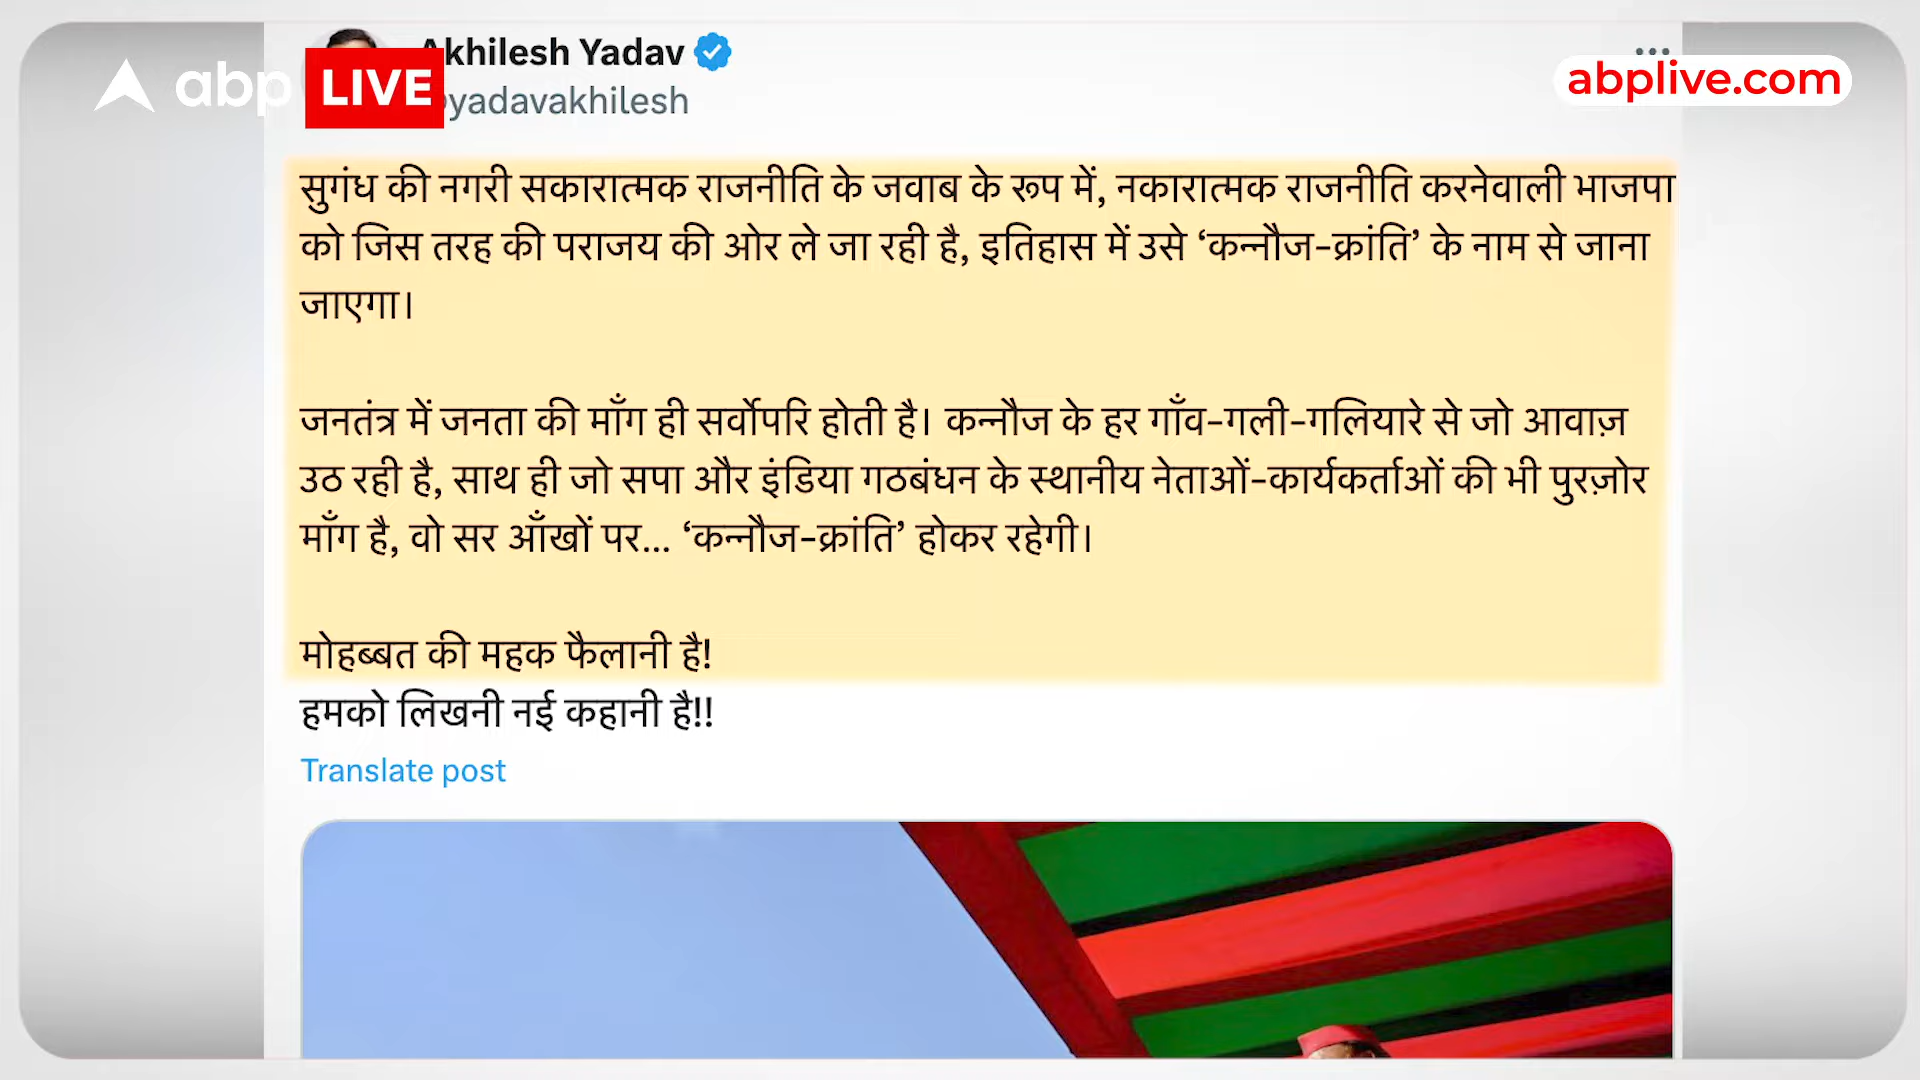 Akhilesh Yadav
abp LIVE
abplive.com
yadavakhilesh
सुगंध की नगरी सकारात्मक राजनीति के जवाब के रूप में, नकारात्मक राजनीति करनेवाली भाजपा
को जिस तरह की पराजय की ओर ले जा रही है, इतिहास में उसे ‘कन्नौज-क्रांति’ के नाम से जाना
जाएगा।
जनतंत्र में जनता की माँग ही सर्वोपरि होती है। कन्नौज के हर गाँव-गली-गलियारे से जो आवाज़
उठ रही है, साथ ही जो सपा और इंडिया गठबंधन के स्थानीय नेताओं-कार्यकर्ताओं की भी पुरज़ोर
माँग है, वो सर आँखों पर... ‘कन्नौज-क्रांति’ होकर रहेगी।
मोहब्बत की महक फैलानी है!
हमको लिखनी नई कहानी है!!
Translate post